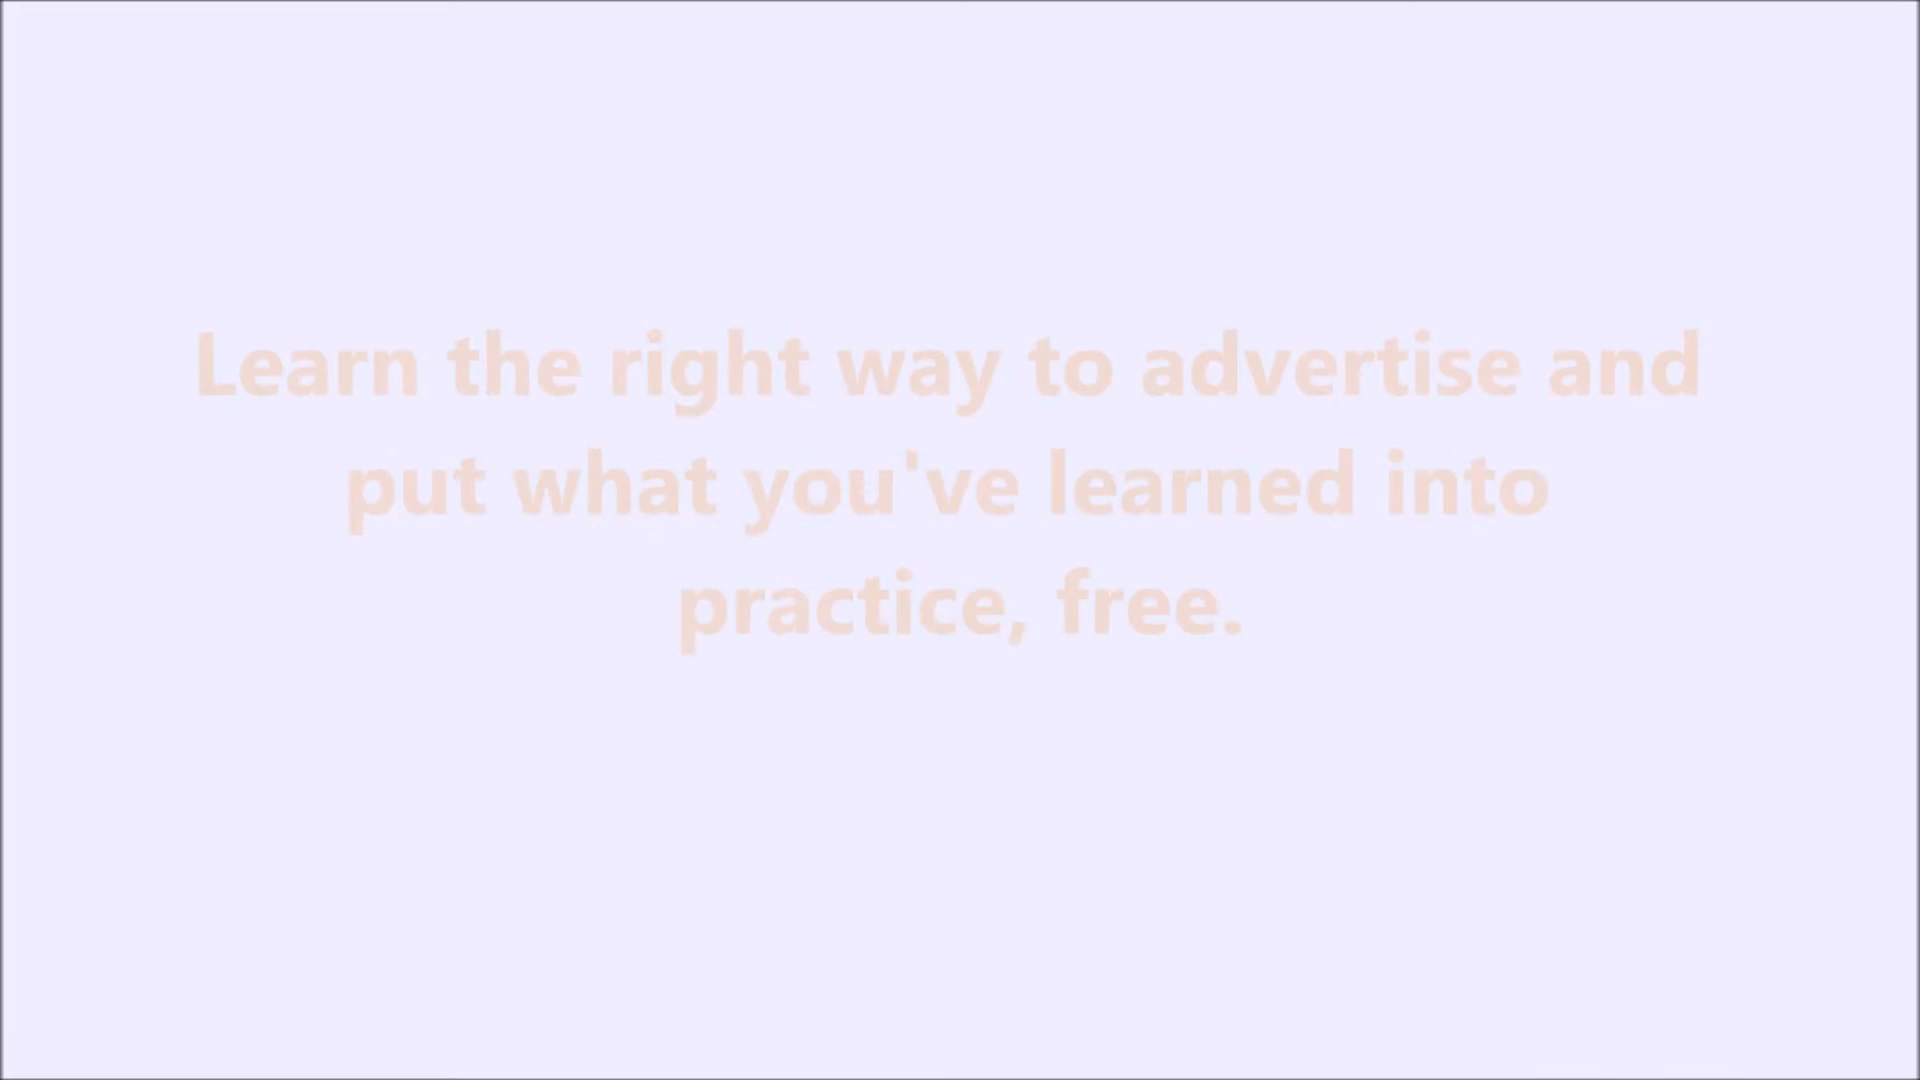 Learn the right way to advertise and
put what you've learned into
practice, free.